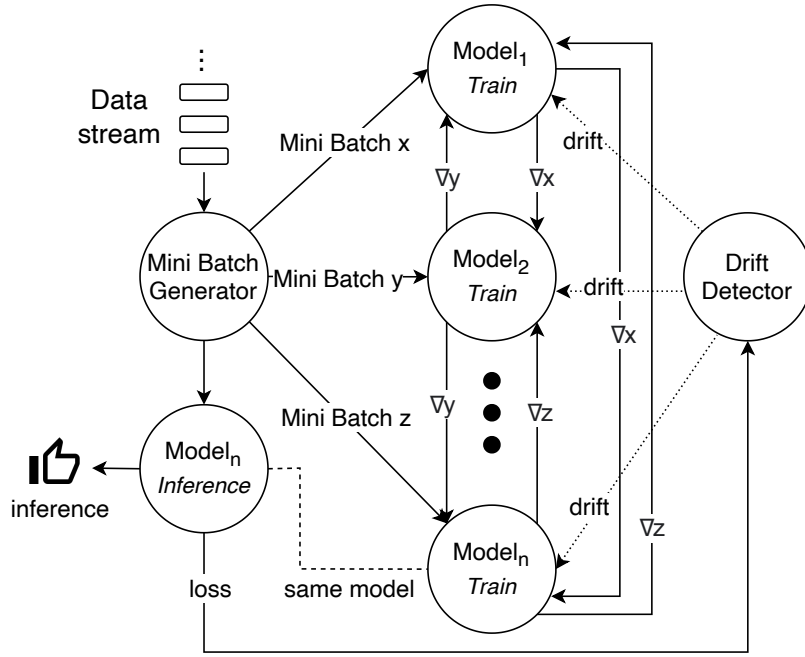 ⋮
Data
stream
Model₁
Train
Mini Batch x
drift
∇y
∇x
Mini Batch
Generator
Mini Batch y
Model₂
Train
drift
Drift
Detector
∇x
Mini Batch z
∇y
∇z
Modelₙ
Inference
inference
drift
∇z
Modelₙ
Train
loss
same model